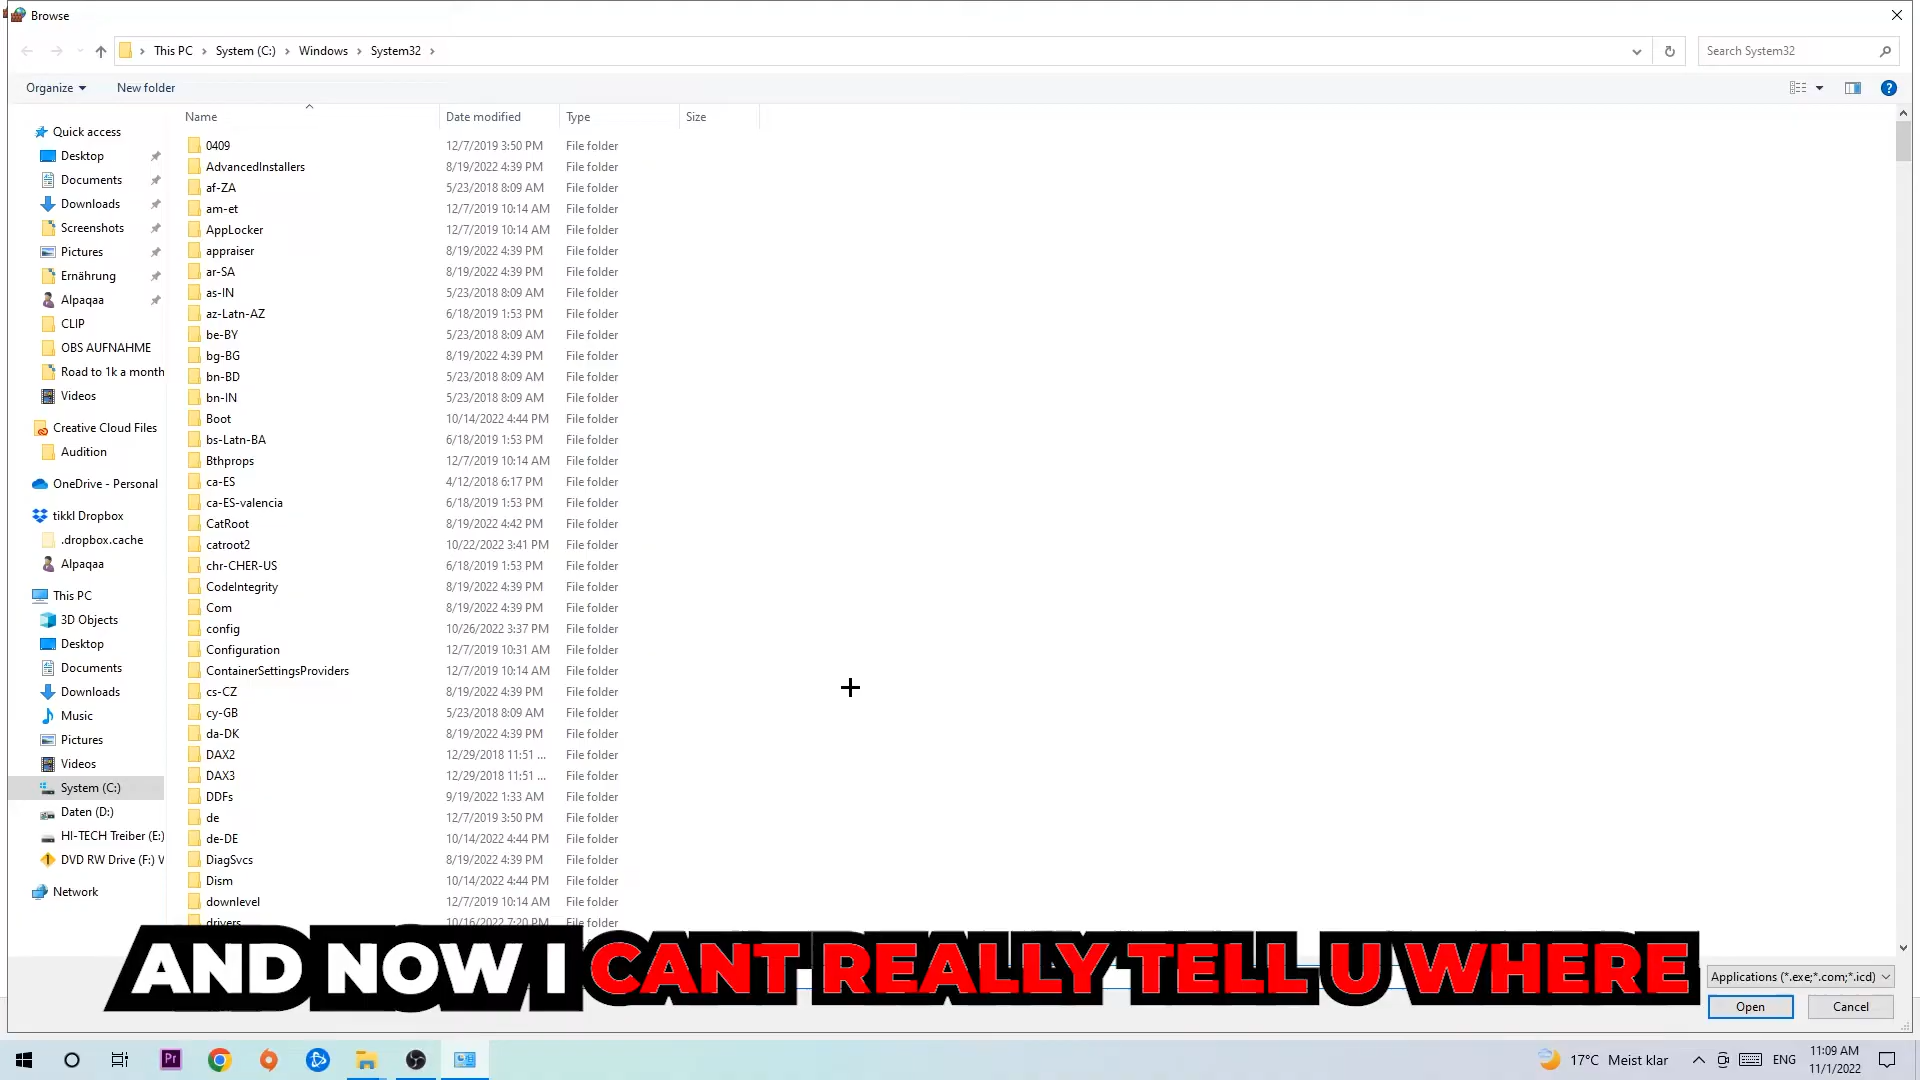 Browse
This PC > System (C:) > Windows > System32 >
Search System32
Organize
New folder
Name
Date modified
Type
Size
Quick access
Desktop
Documents
Downloads
Screenshots
Pictures
Ernährung
Alpaqaa
CLIP
OBS AUFNAHME
Road to 1k a month
Videos
Creative Cloud Files
Audition
OneDrive - Personal
tikkl Dropbox
.dropbox.cache
Alpaqaa
This PC
3D Objects
Desktop
Documents
Downloads
Music
Pictures
Videos
System (C:)
Daten (D:)
HI-TECH Treiber (E:)
DVD RW Drive (F:) V
Network
0409 12/7/2019 3:50 PM File folder
AdvancedInstallers 8/19/2022 4:39 PM File folder
af-ZA 5/23/2018 8:09 AM File folder
am-et 12/7/2019 10:14 AM File folder
AppLocker 12/7/2019 10:14 AM File folder
appraiser 8/19/2022 4:39 PM File folder
ar-SA 8/19/2022 4:39 PM File folder
as-IN 5/23/2018 8:09 AM File folder
az-Latn-AZ 6/18/2019 1:53 PM File folder
be-BY 5/23/2018 8:09 AM File folder
bg-BG 8/19/2022 4:39 PM File folder
bn-BD 5/23/2018 8:09 AM File folder
bn-IN 5/23/2018 8:09 AM File folder
Boot 10/14/2022 4:44 PM File folder
bs-Latn-BA 6/18/2019 1:53 PM File folder
Bthprops 12/7/2019 10:14 AM File folder
ca-ES 4/12/2018 6:17 PM File folder
ca-ES-valencia 6/18/2019 1:53 PM File folder
CatRoot 8/19/2022 4:42 PM File folder
catroot2 10/22/2022 3:41 PM File folder
chr-CHER-US 6/18/2019 1:53 PM File folder
CodeIntegrity 8/19/2022 4:39 PM File folder
Com 8/19/2022 4:39 PM File folder
config 10/26/2022 3:37 PM File folder
Configuration 12/7/2019 10:31 AM File folder
ContainerSettingsProviders 12/7/2019 10:14 AM File folder
cs-CZ 8/19/2022 4:39 PM File folder
cy-GB 5/23/2018 8:09 AM File folder
da-DK 8/19/2022 4:39 PM File folder
DAX2 12/29/2018 11:51 ... File folder
DAX3 12/29/2018 11:51 ... File folder
DDFs 9/19/2022 1:33 AM File folder
de 12/7/2019 3:50 PM File folder
de-DE 10/14/2022 4:44 PM File folder
DiagSvcs 8/19/2022 4:39 PM File folder
Dism 10/14/2022 4:44 PM File folder
downlevel 12/7/2019 10:14 AM File folder
drivers 10/16/2022 7:20 PM File folder
AND NOW I CANT REALLY TELL U WHERE
Applications (*.exe;*.com;*.icd)
Open
Cancel
Pr
17°C Meist klar
ENG
11:09 AM
11/1/2022